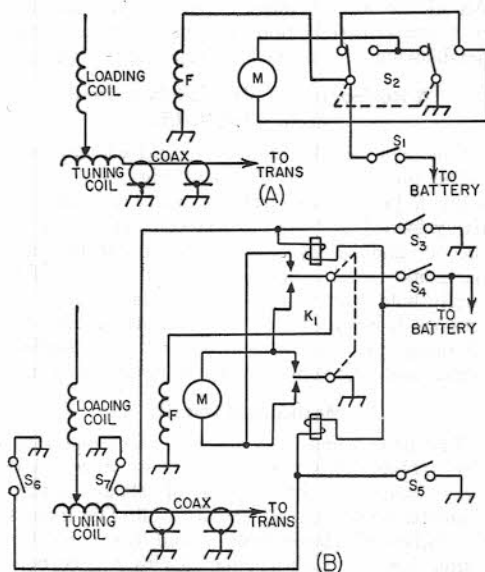 LOADING
COIL
F
M
S2
S1
TO
BATTERY
COAX
TO
TRANS
TUNING
COIL
(A)
S3
S4
TO
BATTERY
K1
LOADING
COIL
F
M
S6
S7
S5
COAX
TO
TRANS
TUNING
COIL
(B)